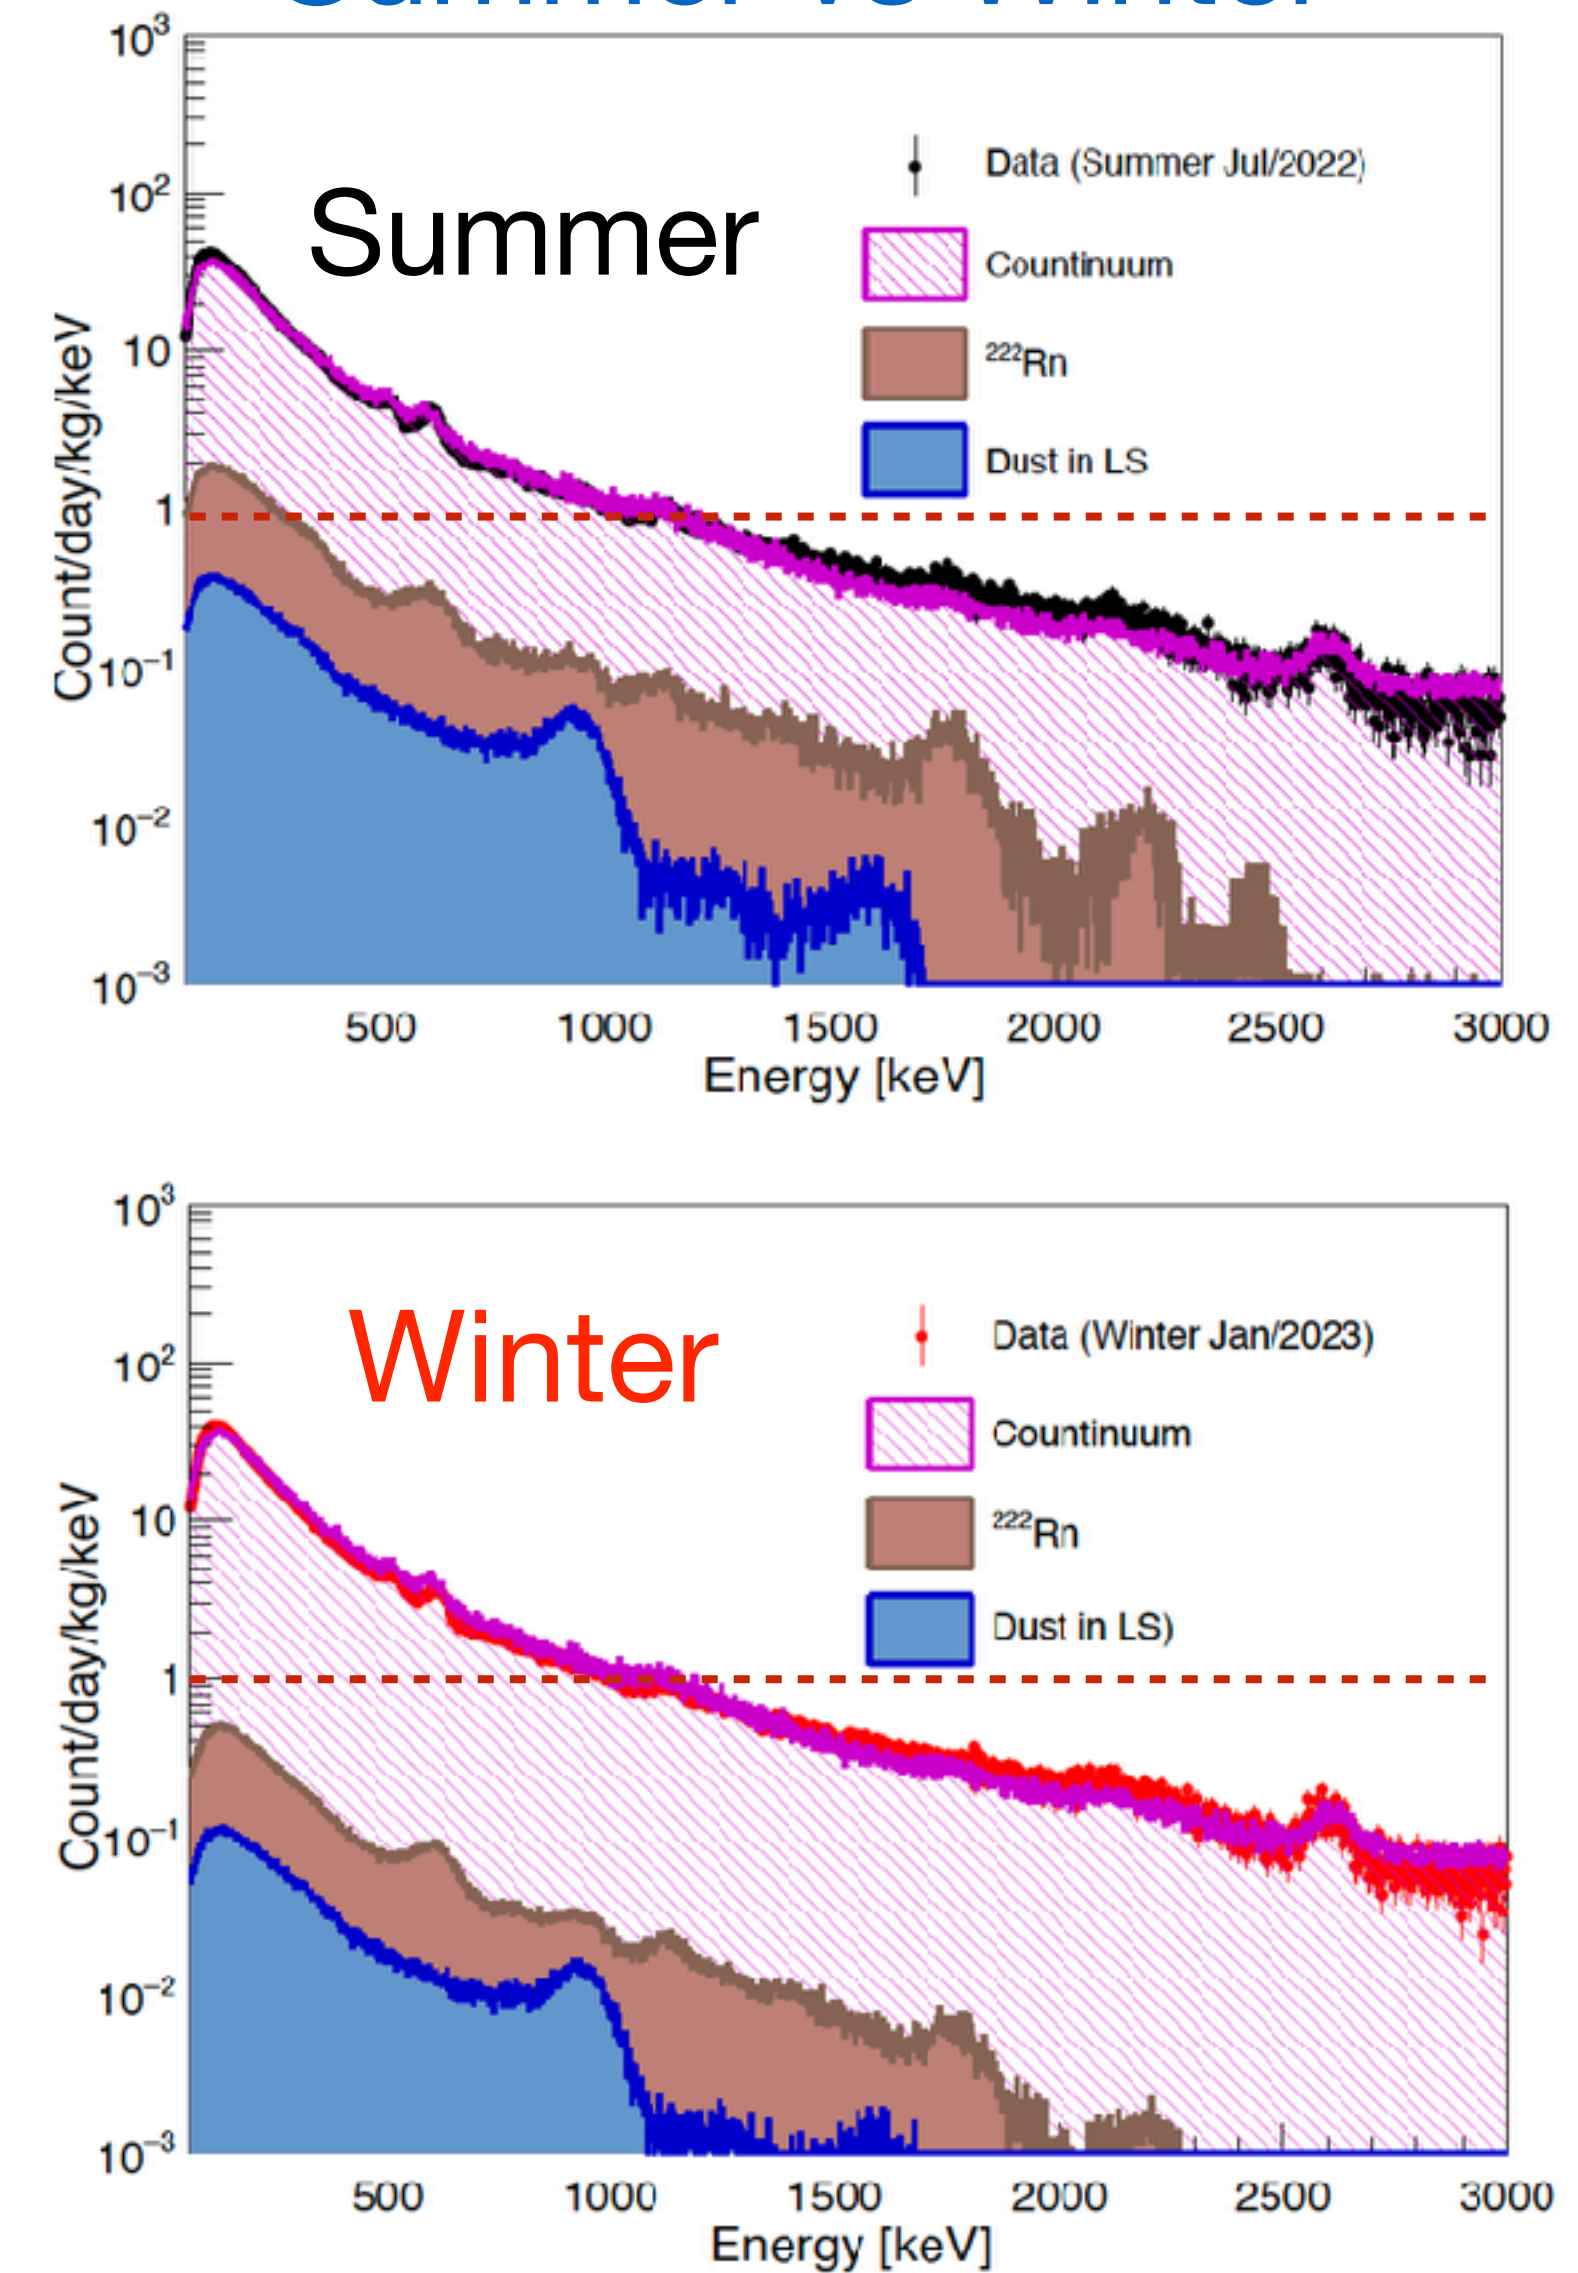 Summer vs Winter
10³
10²
10
1
10⁻¹
10⁻²
10⁻³
Count/day/kg/keV
Summer
Data (Summer Jul/2022)
Countinuum
²²²Rn
Dust in LS
500 1000 1500 2000 2500 3000
Energy [keV]
10³
10²
10
1
10⁻¹
10⁻²
10⁻³
Count/day/kg/keV
Winter
Data (Winter Jan/2023)
Countinuum
²²²Rn
Dust in LS)
500 1000 1500 2000 2500 3000
Energy [keV]